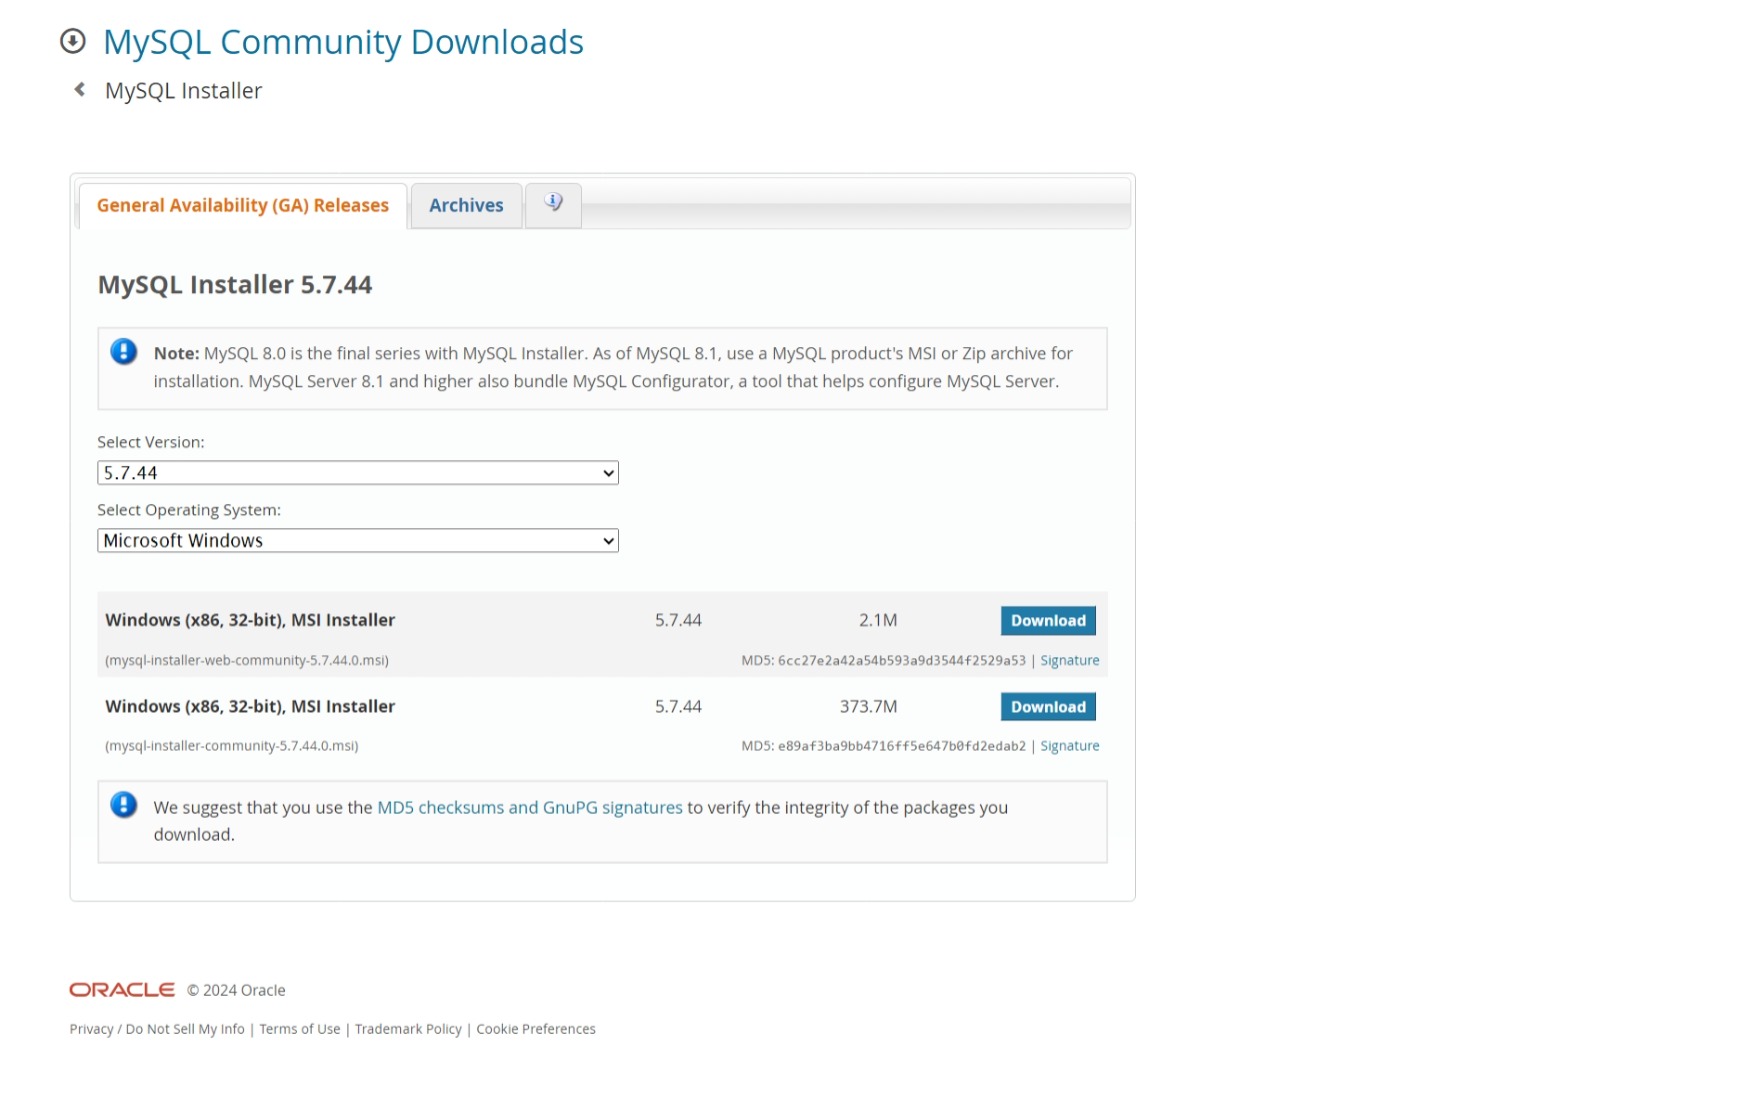 MySQL Community Downloads
MySQL Installer
General Availability (GA) Releases
Archives
MySQL Installer 5.7.44
Note: MySQL 8.0 is the final series with MySQL Installer. As of MySQL 8.1, use a MySQL product's MSI or Zip archive for
installation. MySQL Server 8.1 and higher also bundle MySQL Configurator, a tool that helps configure MySQL Server.
Select Version:
5.7.44
Select Operating System:
Microsoft Windows
Windows (x86, 32-bit), MSI Installer 5.7.44 2.1M Download
(mysql-installer-web-community-5.7.44.0.msi) MD5: 6cc27e2a42a54b593a9d3544f2529a53 | Signature
Windows (x86, 32-bit), MSI Installer 5.7.44 373.7M Download
(mysql-installer-community-5.7.44.0.msi) MD5: e89af3ba9bb4716ff5e647b0fd2edab2 | Signature
We suggest that you use the MD5 checksums and GnuPG signatures to verify the integrity of the packages you
download.
ORACLE © 2024 Oracle
Privacy / Do Not Sell My Info | Terms of Use | Trademark Policy | Cookie Preferences